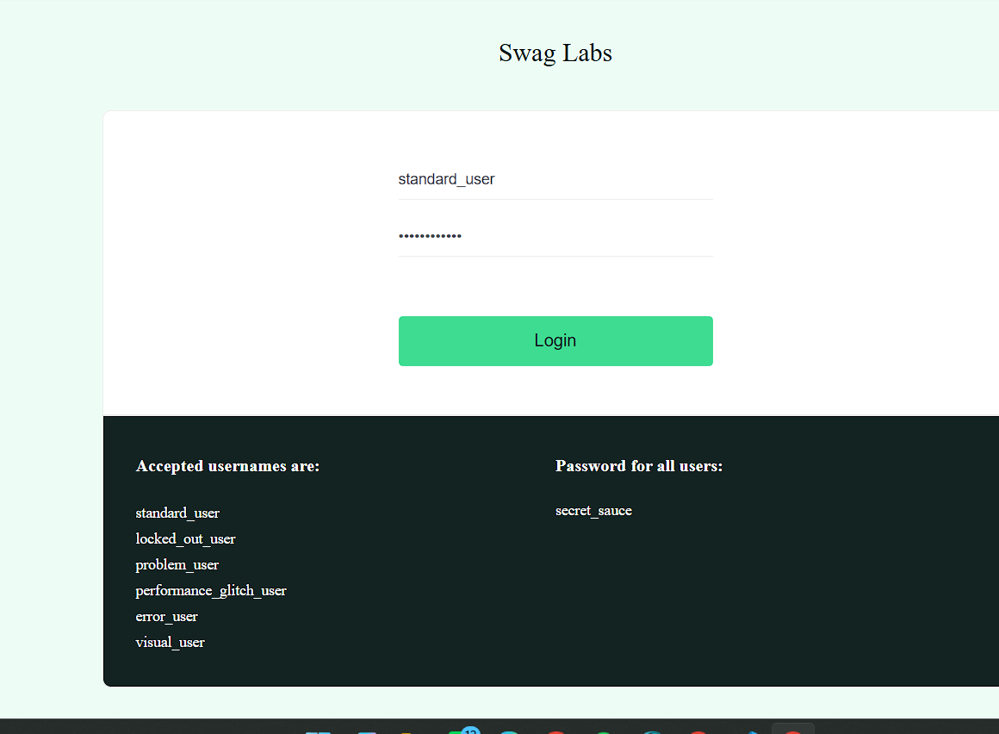 Swag Labs
standard_user
••••••••••••
Login
Accepted usernames are:
standard_user
locked_out_user
problem_user
performance_glitch_user
error_user
visual_user
Password for all users:
secret_sauce